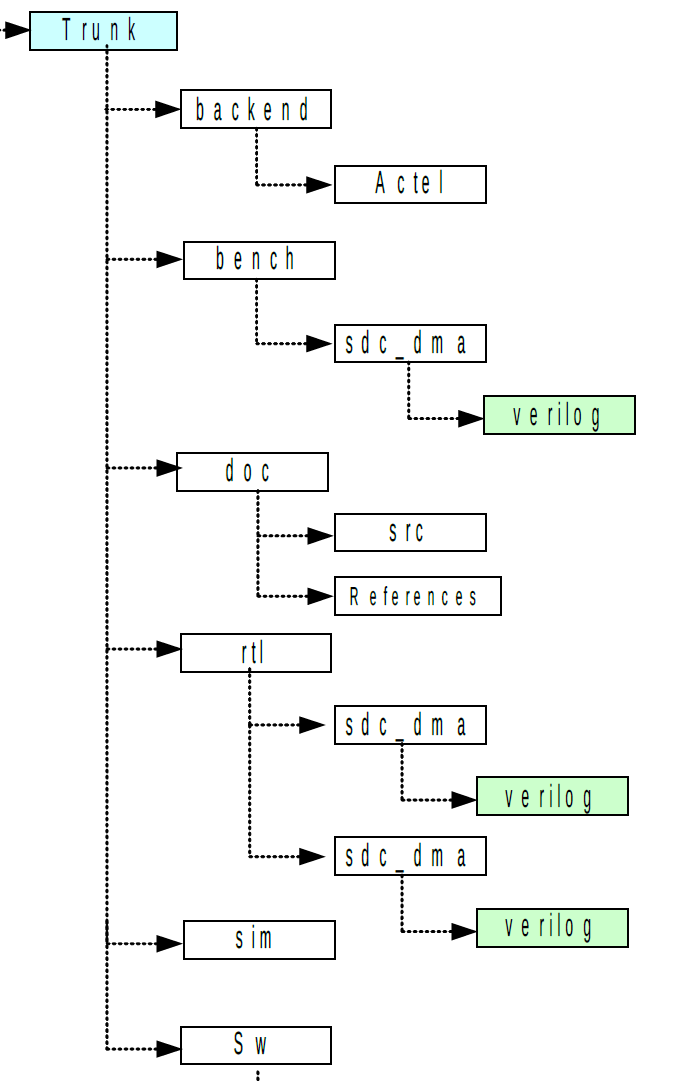 Trunk
backend
Actel
bench
sdc_dma
verilog
doc
src
References
rtl
sdc_dma
verilog
sdc_dma
verilog
sim
Sw